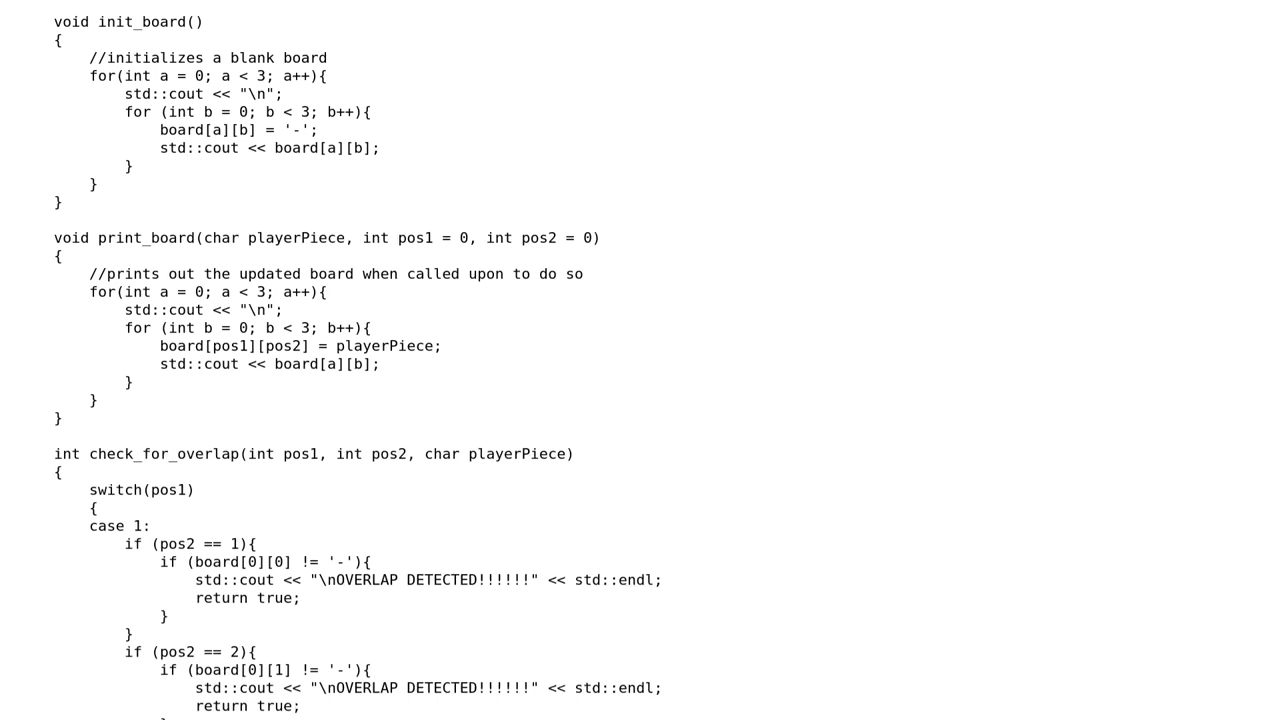 void init_board()
{
    //initializes a blank board
    for(int a = 0; a < 3; a++){
        std::cout << "\n";
        for (int b = 0; b < 3; b++){
            board[a][b] = '-';
            std::cout << board[a][b];
        }
    }
}

void print_board(char playerPiece, int pos1 = 0, int pos2 = 0)
{
    //prints out the updated board when called upon to do so
    for(int a = 0; a < 3; a++){
        std::cout << "\n";
        for (int b = 0; b < 3; b++){
            board[pos1][pos2] = playerPiece;
            std::cout << board[a][b];
        }
    }
}

int check_for_overlap(int pos1, int pos2, char playerPiece)
{
    switch(pos1)
    {
    case 1:
        if (pos2 == 1){
            if (board[0][0] != '-'){
                std::cout << "\nOVERLAP DETECTED!!!!!!" << std::endl;
                return true;
            }
        }
        if (pos2 == 2){
            if (board[0][1] != '-'){
                std::cout << "\nOVERLAP DETECTED!!!!!!" << std::endl;
                return true;